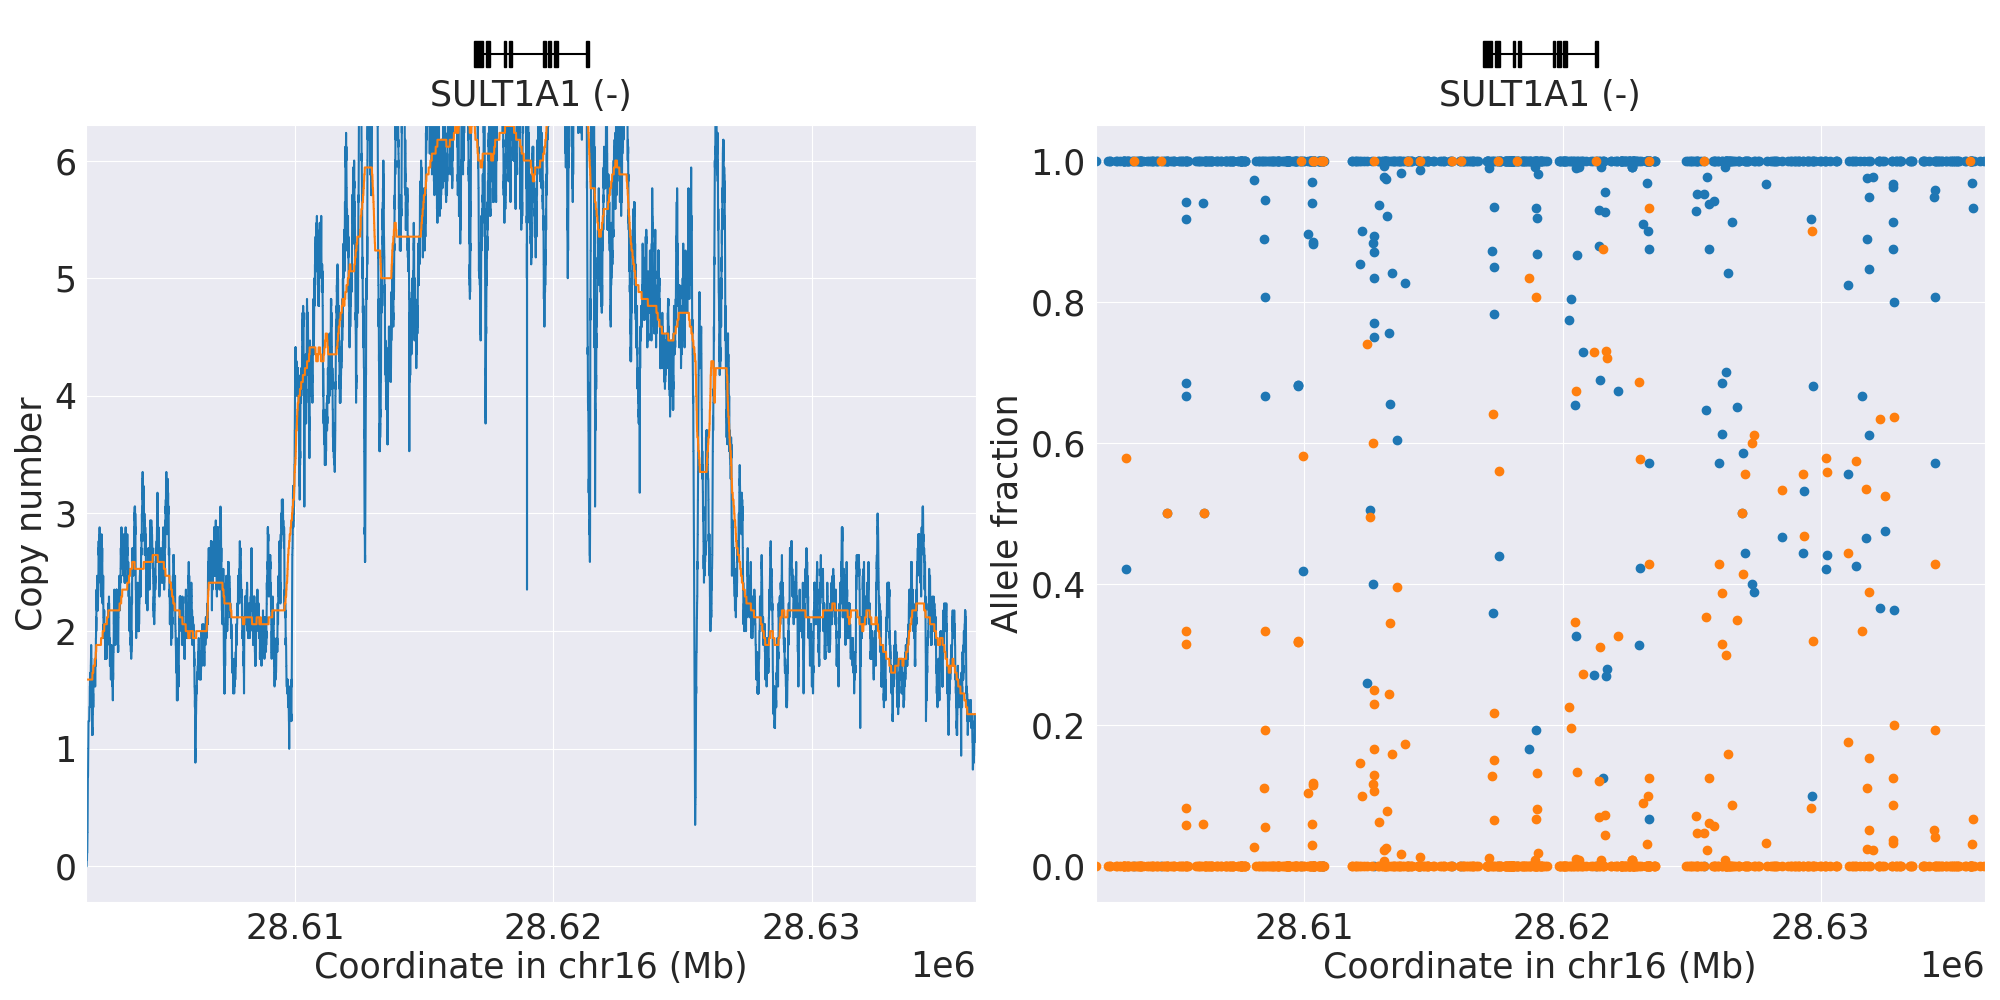 SULT1A1 (-)
Copy number
6
5
4
3
2
1
0
28.61 28.62 28.63
Coordinate in chr16 (Mb)
1e6
SULT1A1 (-)
Allele fraction
1.0
0.8
0.6
0.4
0.2
0.0
28.61 28.62 28.63
Coordinate in chr16 (Mb)
1e6